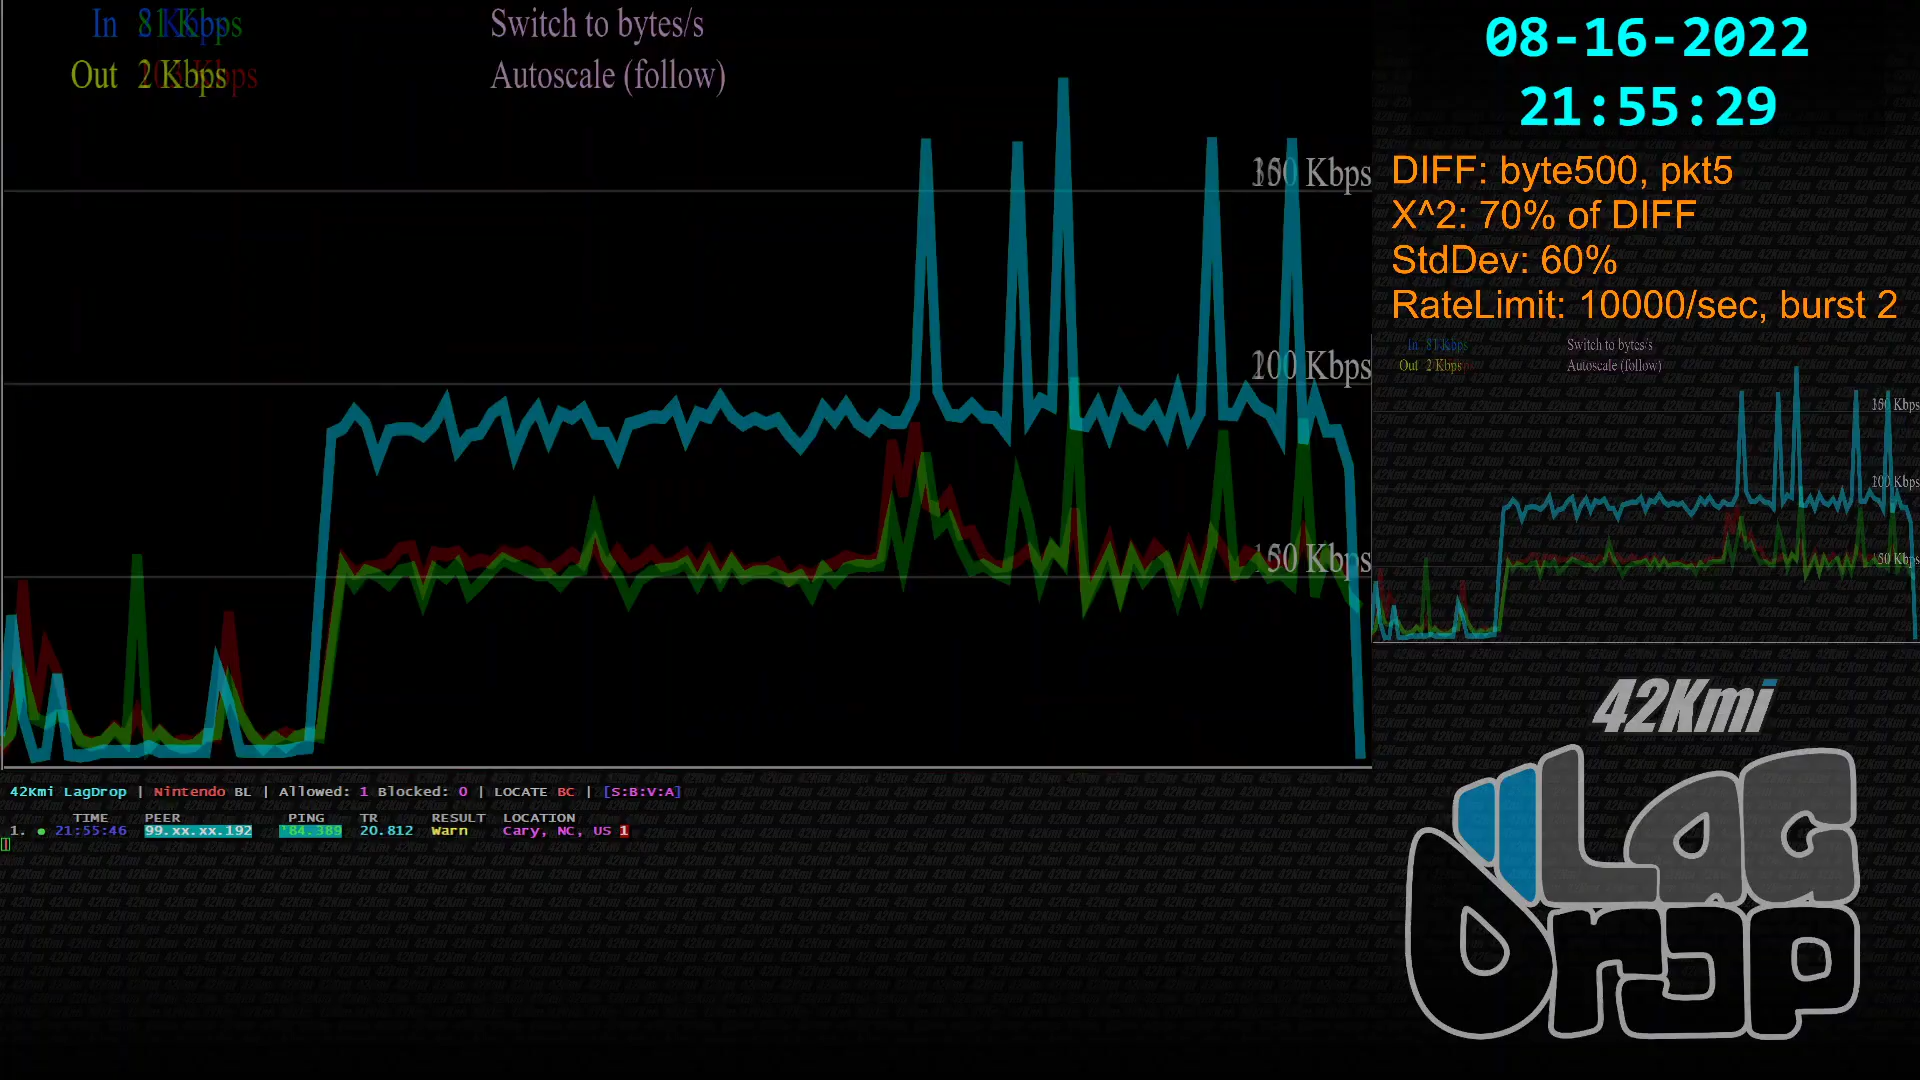 In 81 Kbps
Out 2 Kbps
Switch to bytes/s
Autoscale (follow)
Kbps
Kbps
Kbps
08-16-2022
21:55:29
DIFF: byte500, pkt5
X^2: 70% of DIFF
StdDev: 60%
RateLimit: 10000/sec, burst 2
In 81 Kbps
Out 2 Kbps
Switch to bytes/s
Autoscale (follow)
Kbps
Kbps
Kbps
42Kmi
LAG
DrOp
42Kmi LagDrop | Nintendo BL | Allowed: 1 Blocked: 0 | LOCATE BC | [S:B:V:A]
TIME PEER PING TR RESULT LOCATION
1. ● 21:55:46 99.xx.xx.192 84.389 20.812 Warn Cary, NC, US 1